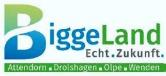 BiggeLand
Echt.Zukunft.
Attendorn . Drolshagen . Olpe . Wenden